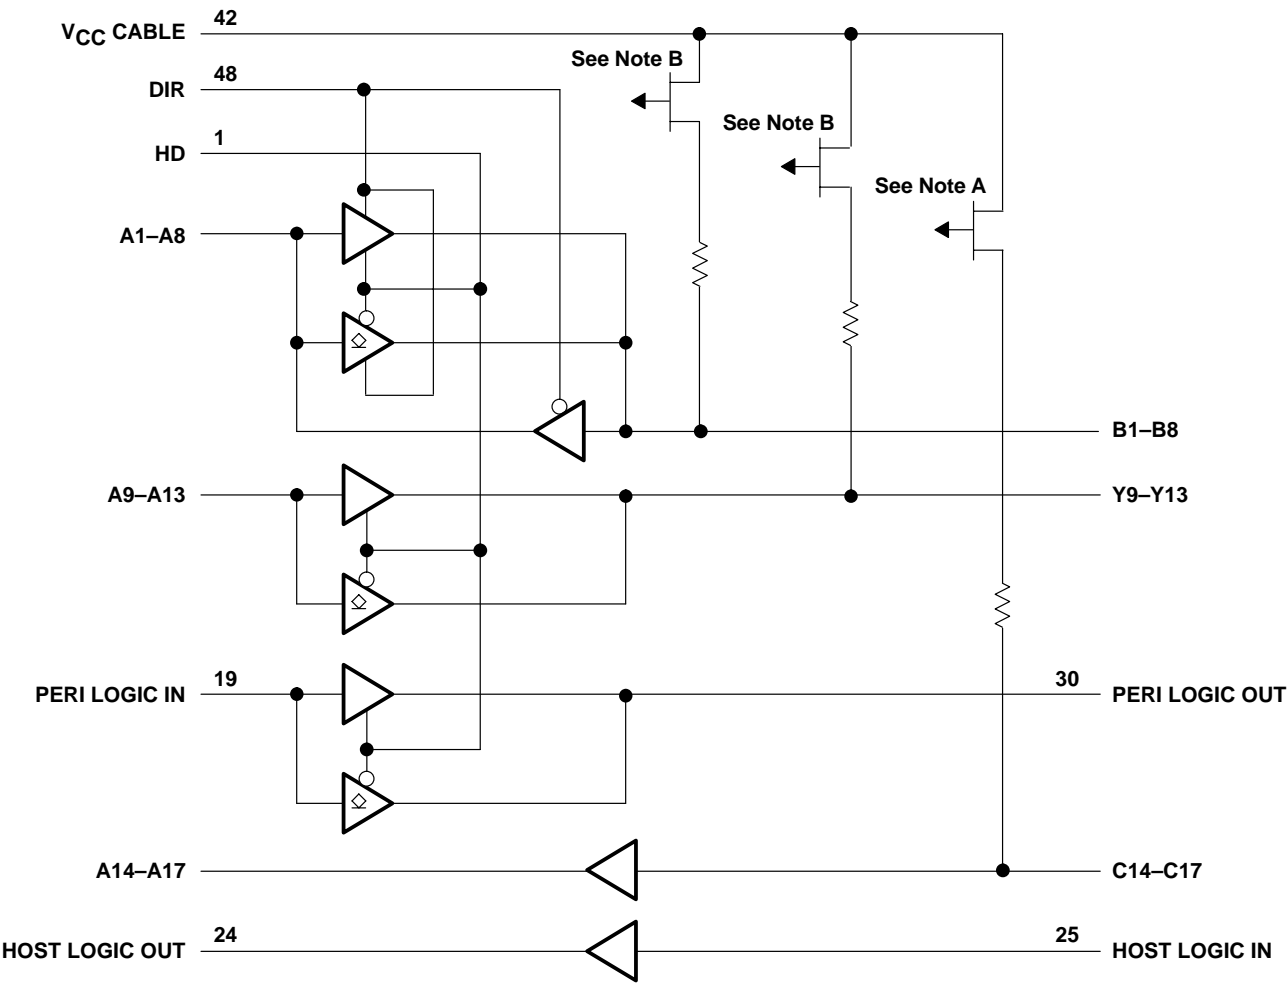 42
VCC CABLE
See Note B
48
DIR
See Note B
1
HD
See Note A
A1–A8
B1–B8
A9–A13
Y9–Y13
19
30
PERI LOGIC IN
PERI LOGIC OUT
A14–A17
C14–C17
24
25
HOST LOGIC OUT
HOST LOGIC IN